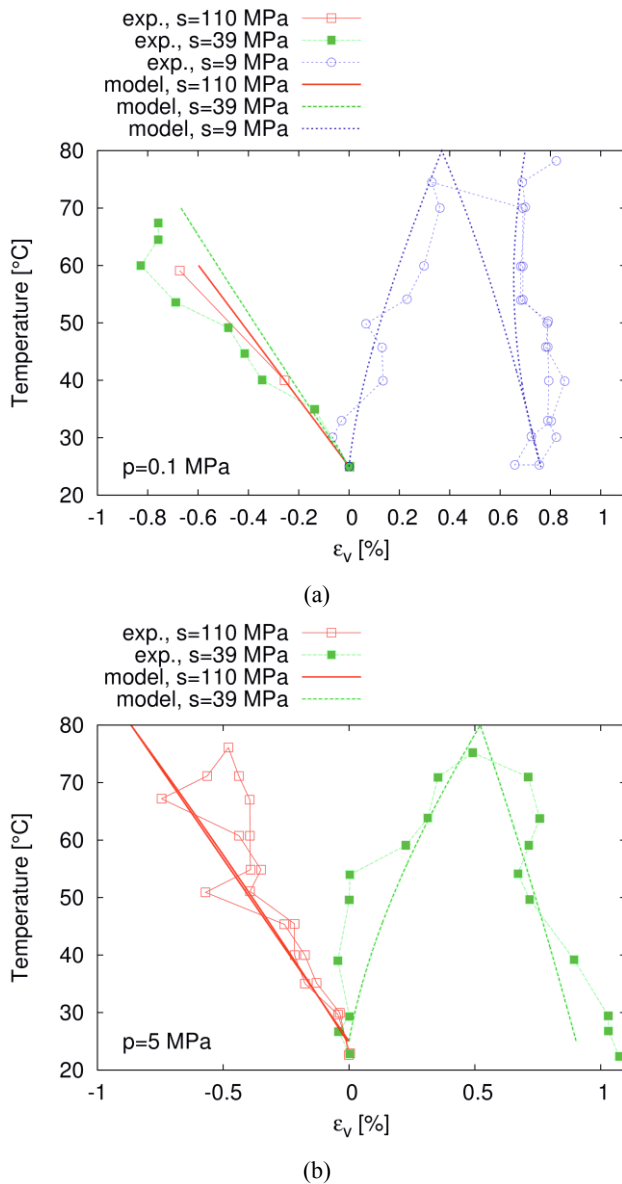 exp., s=110 MPa
exp., s=39 MPa
exp., s=9 MPa
model, s=110 MPa
model, s=39 MPa
model, s=9 MPa
80
70
60
50
40
30
20
Temperature [°C]
p=0.1 MPa
-1 -0.8 -0.6 -0.4 -0.2 0 0.2 0.4 0.6 0.8 1
εv [%]
(a)
exp., s=110 MPa
exp., s=39 MPa
model, s=110 MPa
model, s=39 MPa
80
70
60
50
40
30
20
Temperature [°C]
p=5 MPa
-1 -0.5 0 0.5 1
εv [%]
(b)